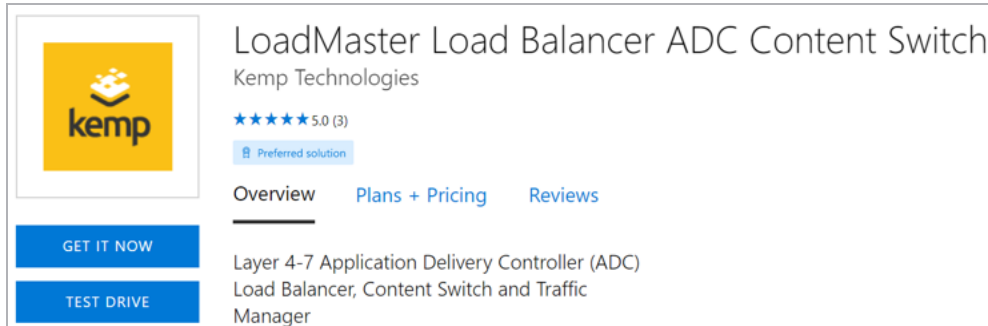 LoadMaster Load Balancer ADC Content Switch
Kemp Technologies
kemp
★★★★★ 5.0 (3)
Preferred solution
Overview Plans + Pricing Reviews
GET IT NOW
TEST DRIVE
Layer 4-7 Application Delivery Controller (ADC)
Load Balancer, Content Switch and Traffic
Manager